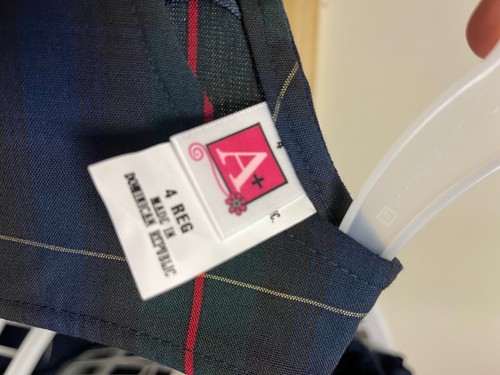 A+
4 REG
MADE IN
DOMINICAN REPUBLIC